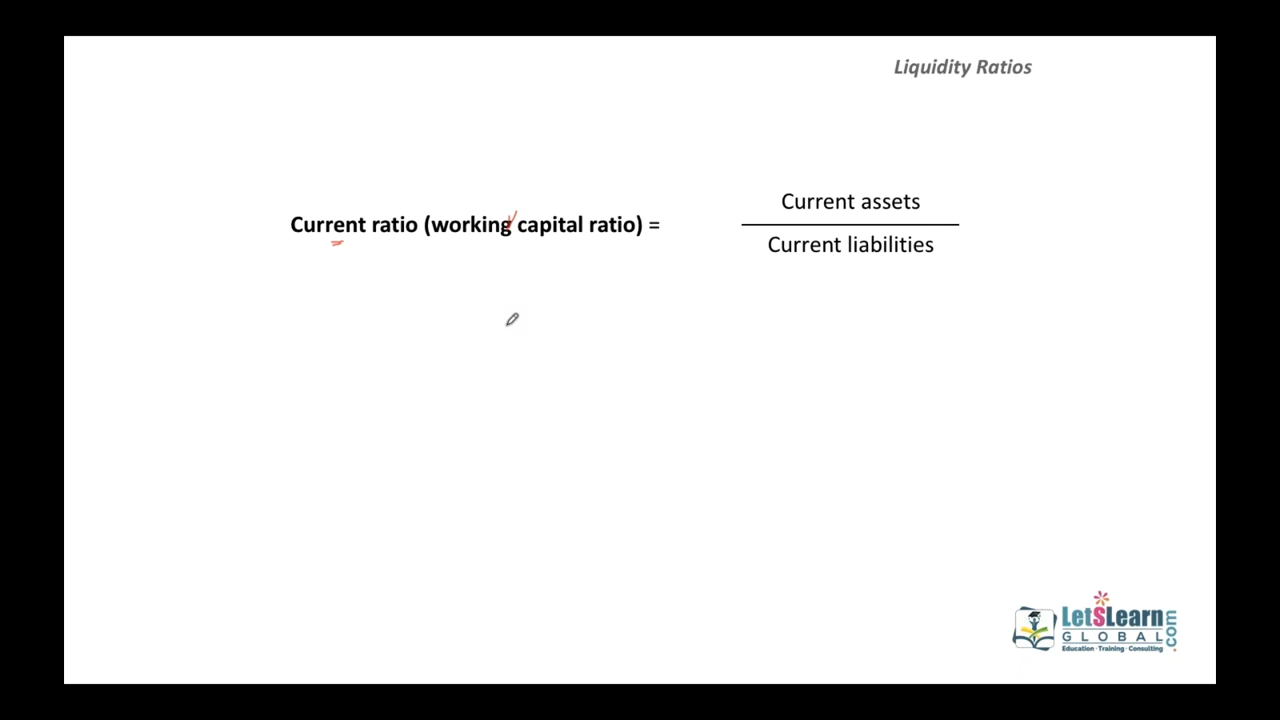 Liquidity Ratios
Current assets
Current ratio (working capital ratio) =
Current liabilities
LetSLearn
GLOBAL
.com
Education · Training · Consulting